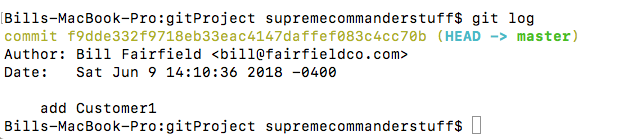 [Bills-MacBook-Pro:gitProject supremecommanderstuff$ git log
commit f9dde332f9718eb33eac4147daffef083c4cc70b (HEAD -> master)
Author: Bill Fairfield <bill@fairfieldco.com>
Date:   Sat Jun 9 14:10:36 2018 -0400
    add Customer1
Bills-MacBook-Pro:gitProject supremecommanderstuff$